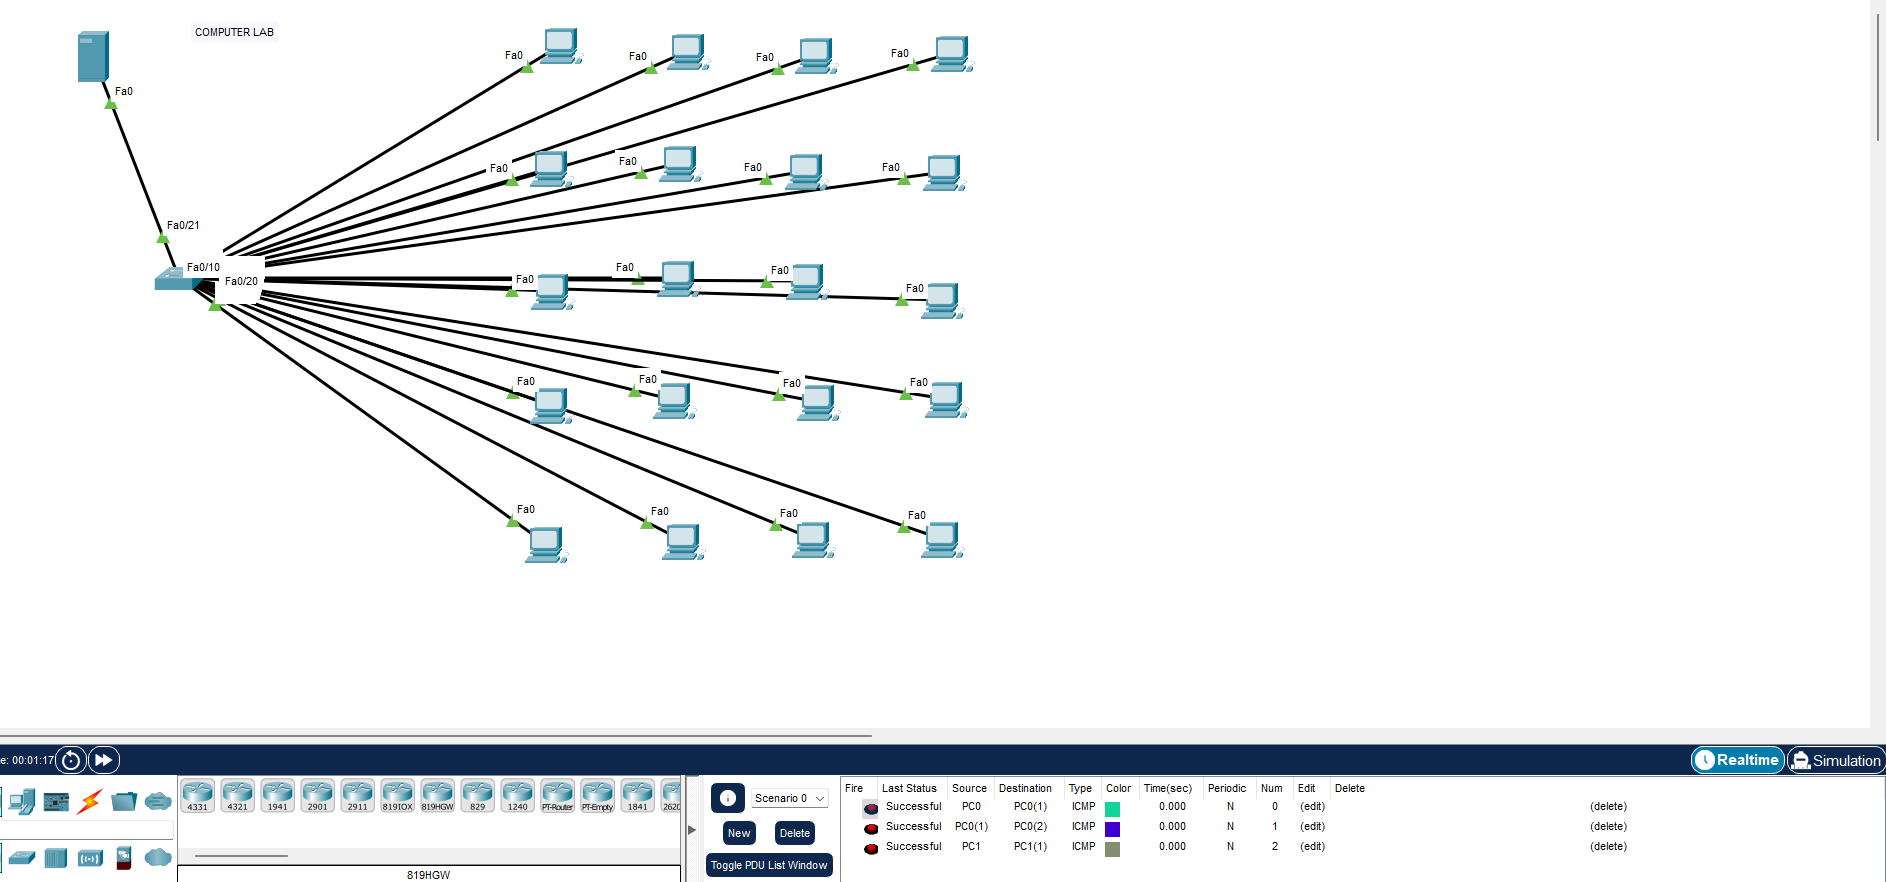 COMPUTER LAB
Fa0
Fa0
Fa0
Fa0
Fa0
Fa0
Fa0
Fa0
Fa0
Fa0/21
Fa0/10
Fa0/20
Fa0
Fa0
Fa0
Fa0
Fa0
Fa0
Fa0
Fa0
Fa0
Fa0
Fa0
Fa0
e: 00:01:17
Realtime
Simulation
4331 4321 1941 2901 2911 819IOX 819HGW 829 1240 PT-Router PT-Empty 1841 262
819HGW
Scenario 0
New Delete
Toggle PDU List Window
Fire Last Status Source Destination Type Color Time(sec) Periodic Num Edit Delete
Successful PC0 PC0(1) ICMP 0.000 N 0 (edit) (delete)
Successful PC0(1) PC0(2) ICMP 0.000 N 1 (edit) (delete)
Successful PC1 PC1(1) ICMP 0.000 N 2 (edit) (delete)